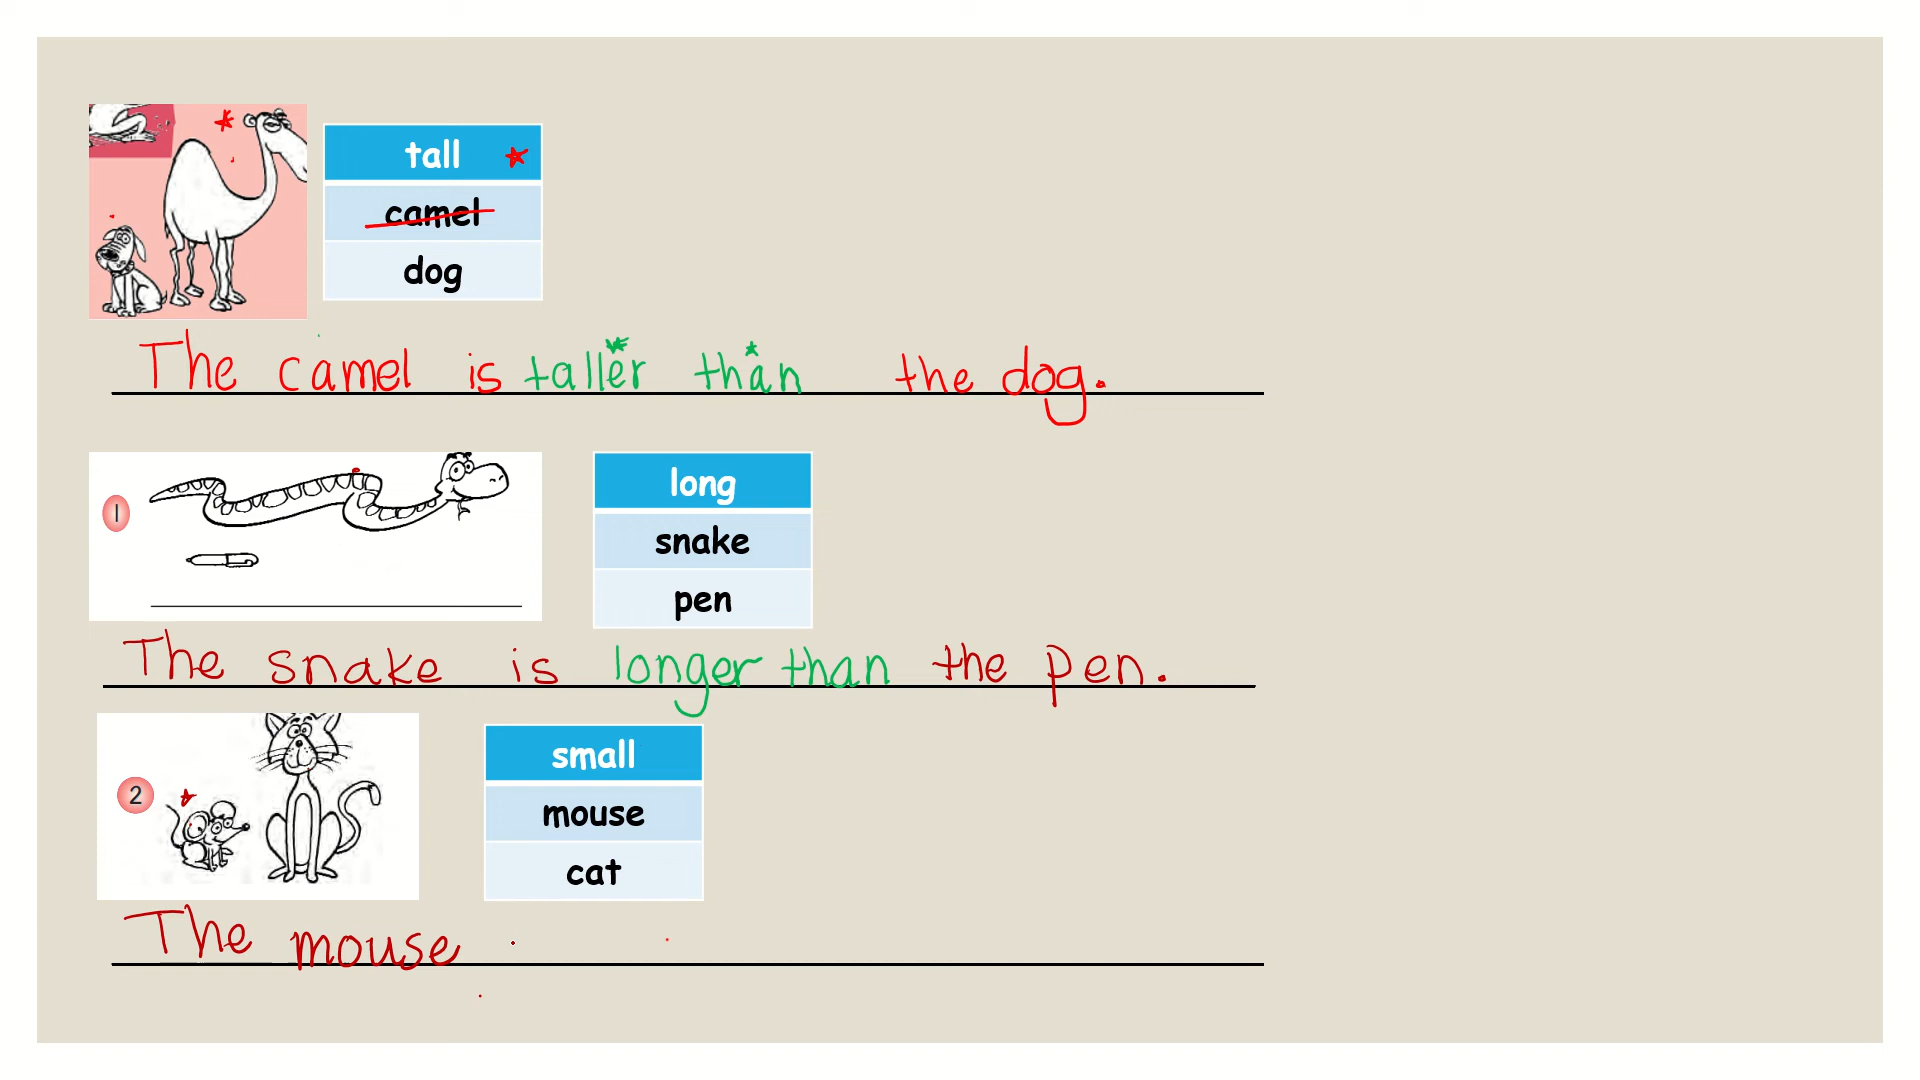 tall
camel
dog
The camel is taller than the dog.
1
long
snake
pen
The snake is longer than the pen.
2
small
mouse
cat
The mouse